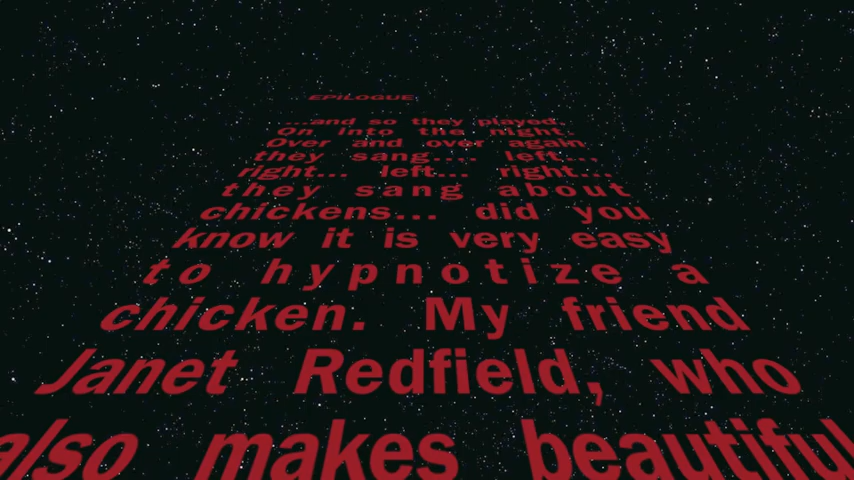 EPILOGUE
...and so they played.
On into the night.
Over and over again
they sang.... left...,
right... left... right...
they sang about
chickens... did you
know it is very easy
to hypnotize a
chicken. My friend
Janet Redfield, who
also makes beautiful